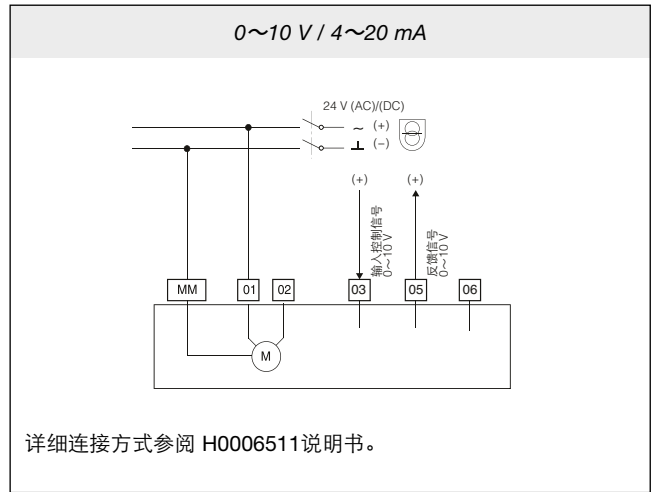 0～10 V / 4～20 mA
24 V (AC)/(DC)
~ (+)
⊥ (−)
(+)
(+)
输入控制信号
0～10 V
反馈信号
0～10 V
MM
01
02
03
05
06
M
详细连接方式参阅 H0006511说明书。